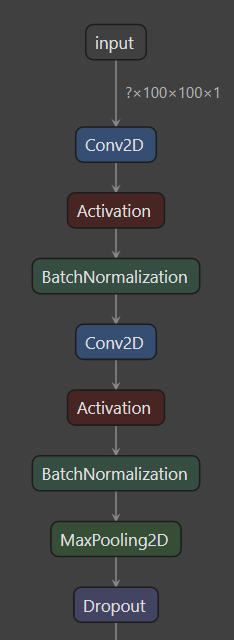 input
?×100×100×1
Conv2D
Activation
BatchNormalization
Conv2D
Activation
BatchNormalization
MaxPooling2D
Dropout